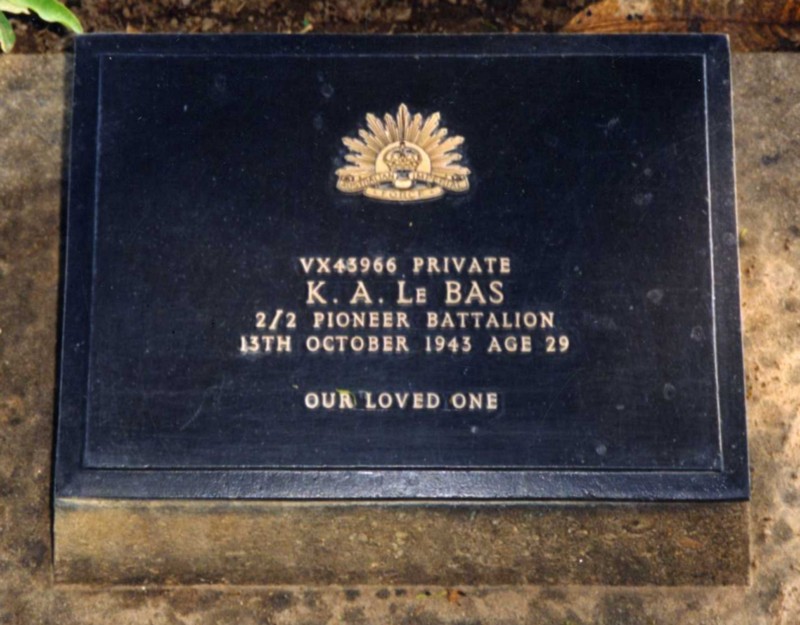 VX43966 PRIVATE
K. A. LE BAS
2/2 PIONEER BATTALION
13TH OCTOBER 1943 AGE 29
OUR LOVED ONE